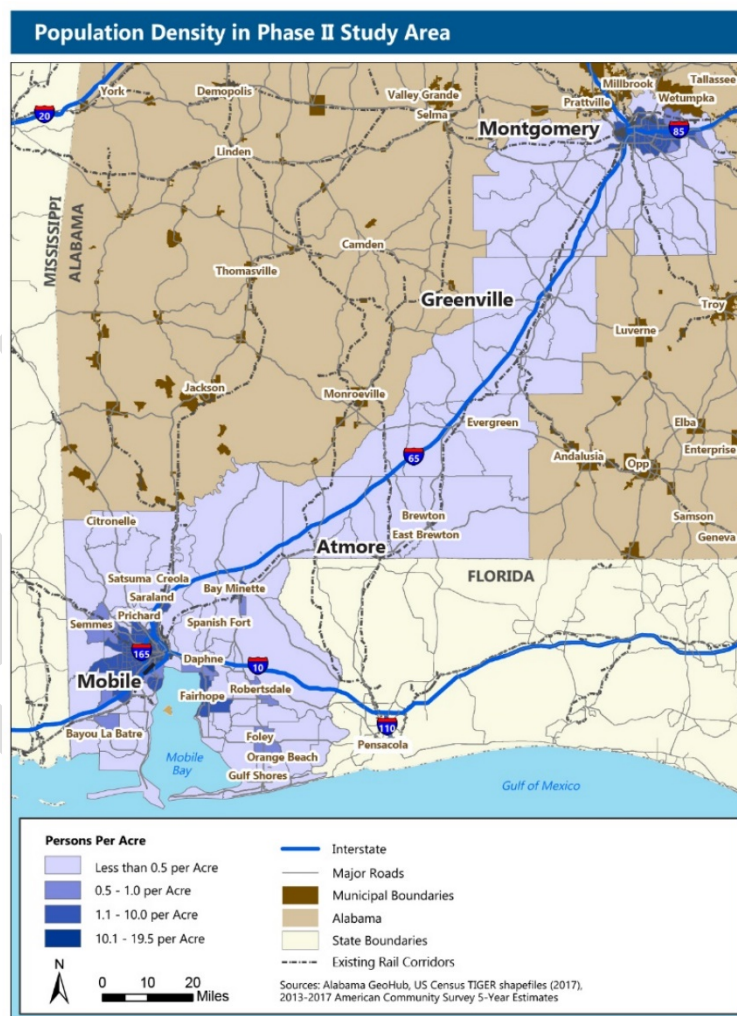 Population Density in Phase II Study Area
Millbrook
Tallassee
York
Demopolis
Valley Grande
Prattville
Wetumpka
20
Selma
Montgomery
85
Linden
MISSISSIPPI
ALABAMA
Camden
Thomasville
Greenville
Troy
Luverne
Jackson
Monroeville
Evergreen
Elba
65
Andalusia
Opp
Enterprise
Citronelle
Brewton
Samson
East Brewton
Geneva
Atmore
Satsuma
Creola
FLORIDA
Saraland
Bay Minette
Prichard
Semmes
Spanish Fort
165
Daphne
10
Mobile
Fairhope
Robertsdale
110
Bayou La Batre
Foley
Pensacola
Mobile
Bay
Orange Beach
Gulf Shores
Gulf of Mexico
Persons Per Acre
Less than 0.5 per Acre
0.5 - 1.0 per Acre
1.1 - 10.0 per Acre
10.1 - 19.5 per Acre
Interstate
Major Roads
Municipal Boundaries
Alabama
State Boundaries
Existing Rail Corridors
N
0 10 20
Miles
Sources: Alabama GeoHub, US Census TIGER shapefiles (2017),
2013-2017 American Community Survey 5-Year Estimates